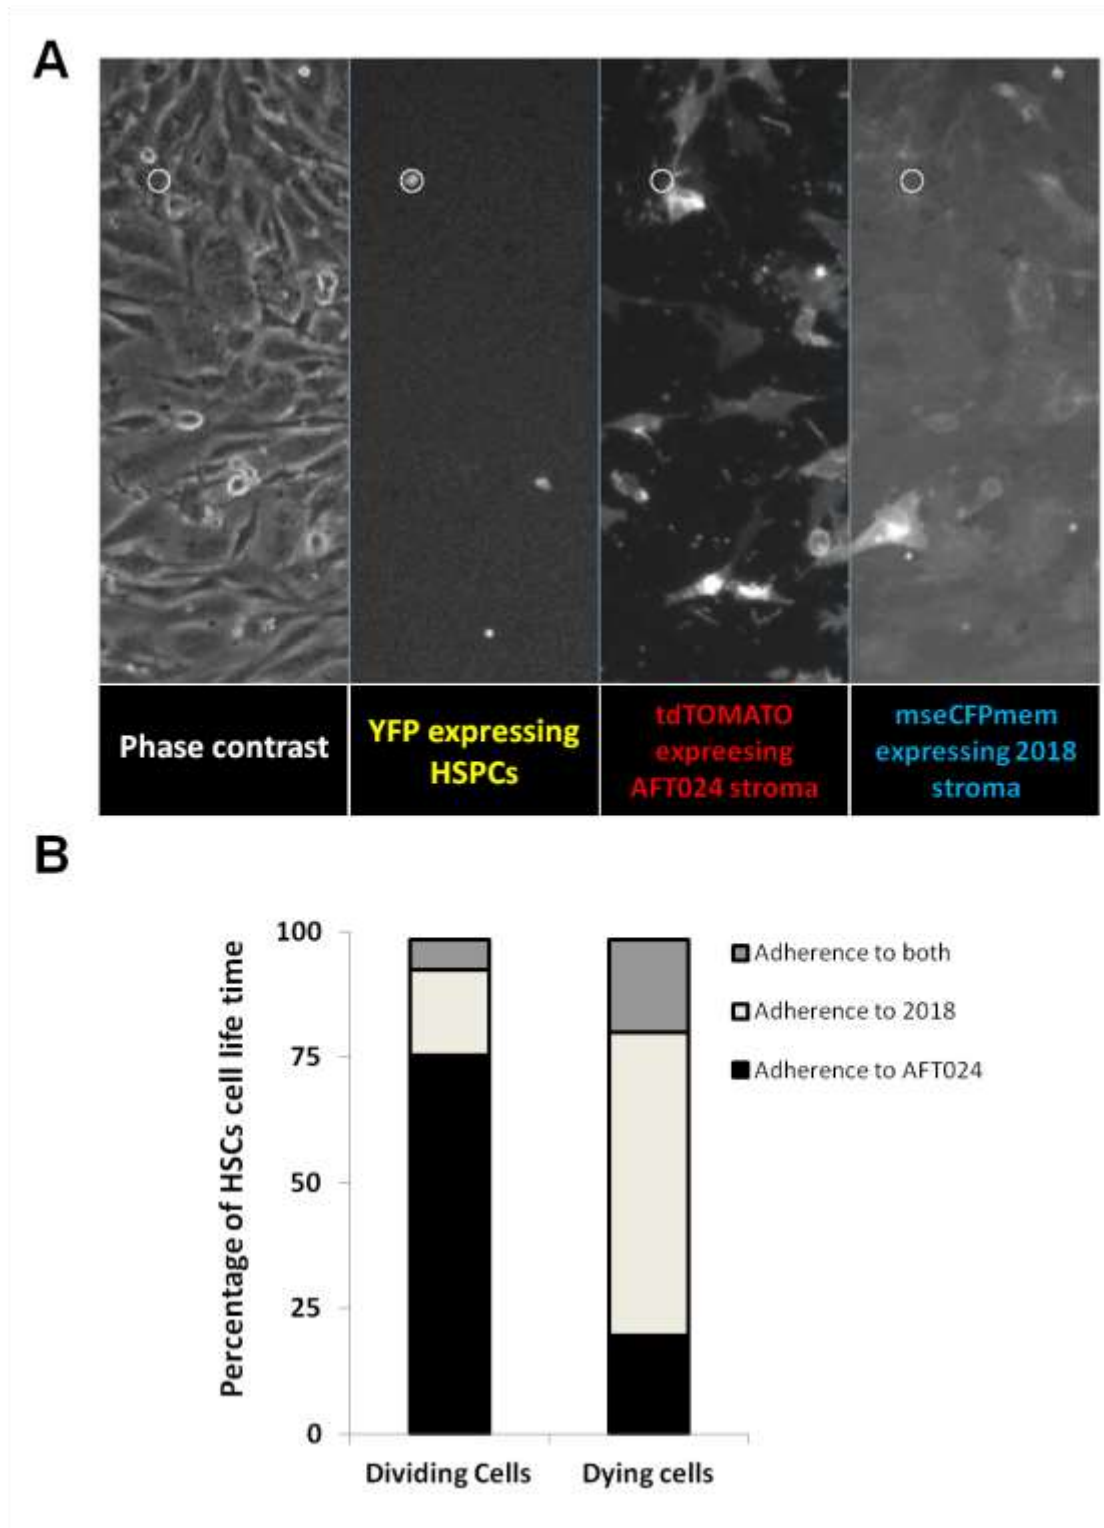 A
Phase contrast
YFP expressing
HSPCs
tdTOMATO
expreesing
AFT024 stroma
mseCFPmem
expressing 2018
stroma
B
Percentage of HSCs cell life time
100
75
50
25
0
Dividing Cells
Dying cells
Adherence to both
Adherence to 2018
Adherence to AFT024